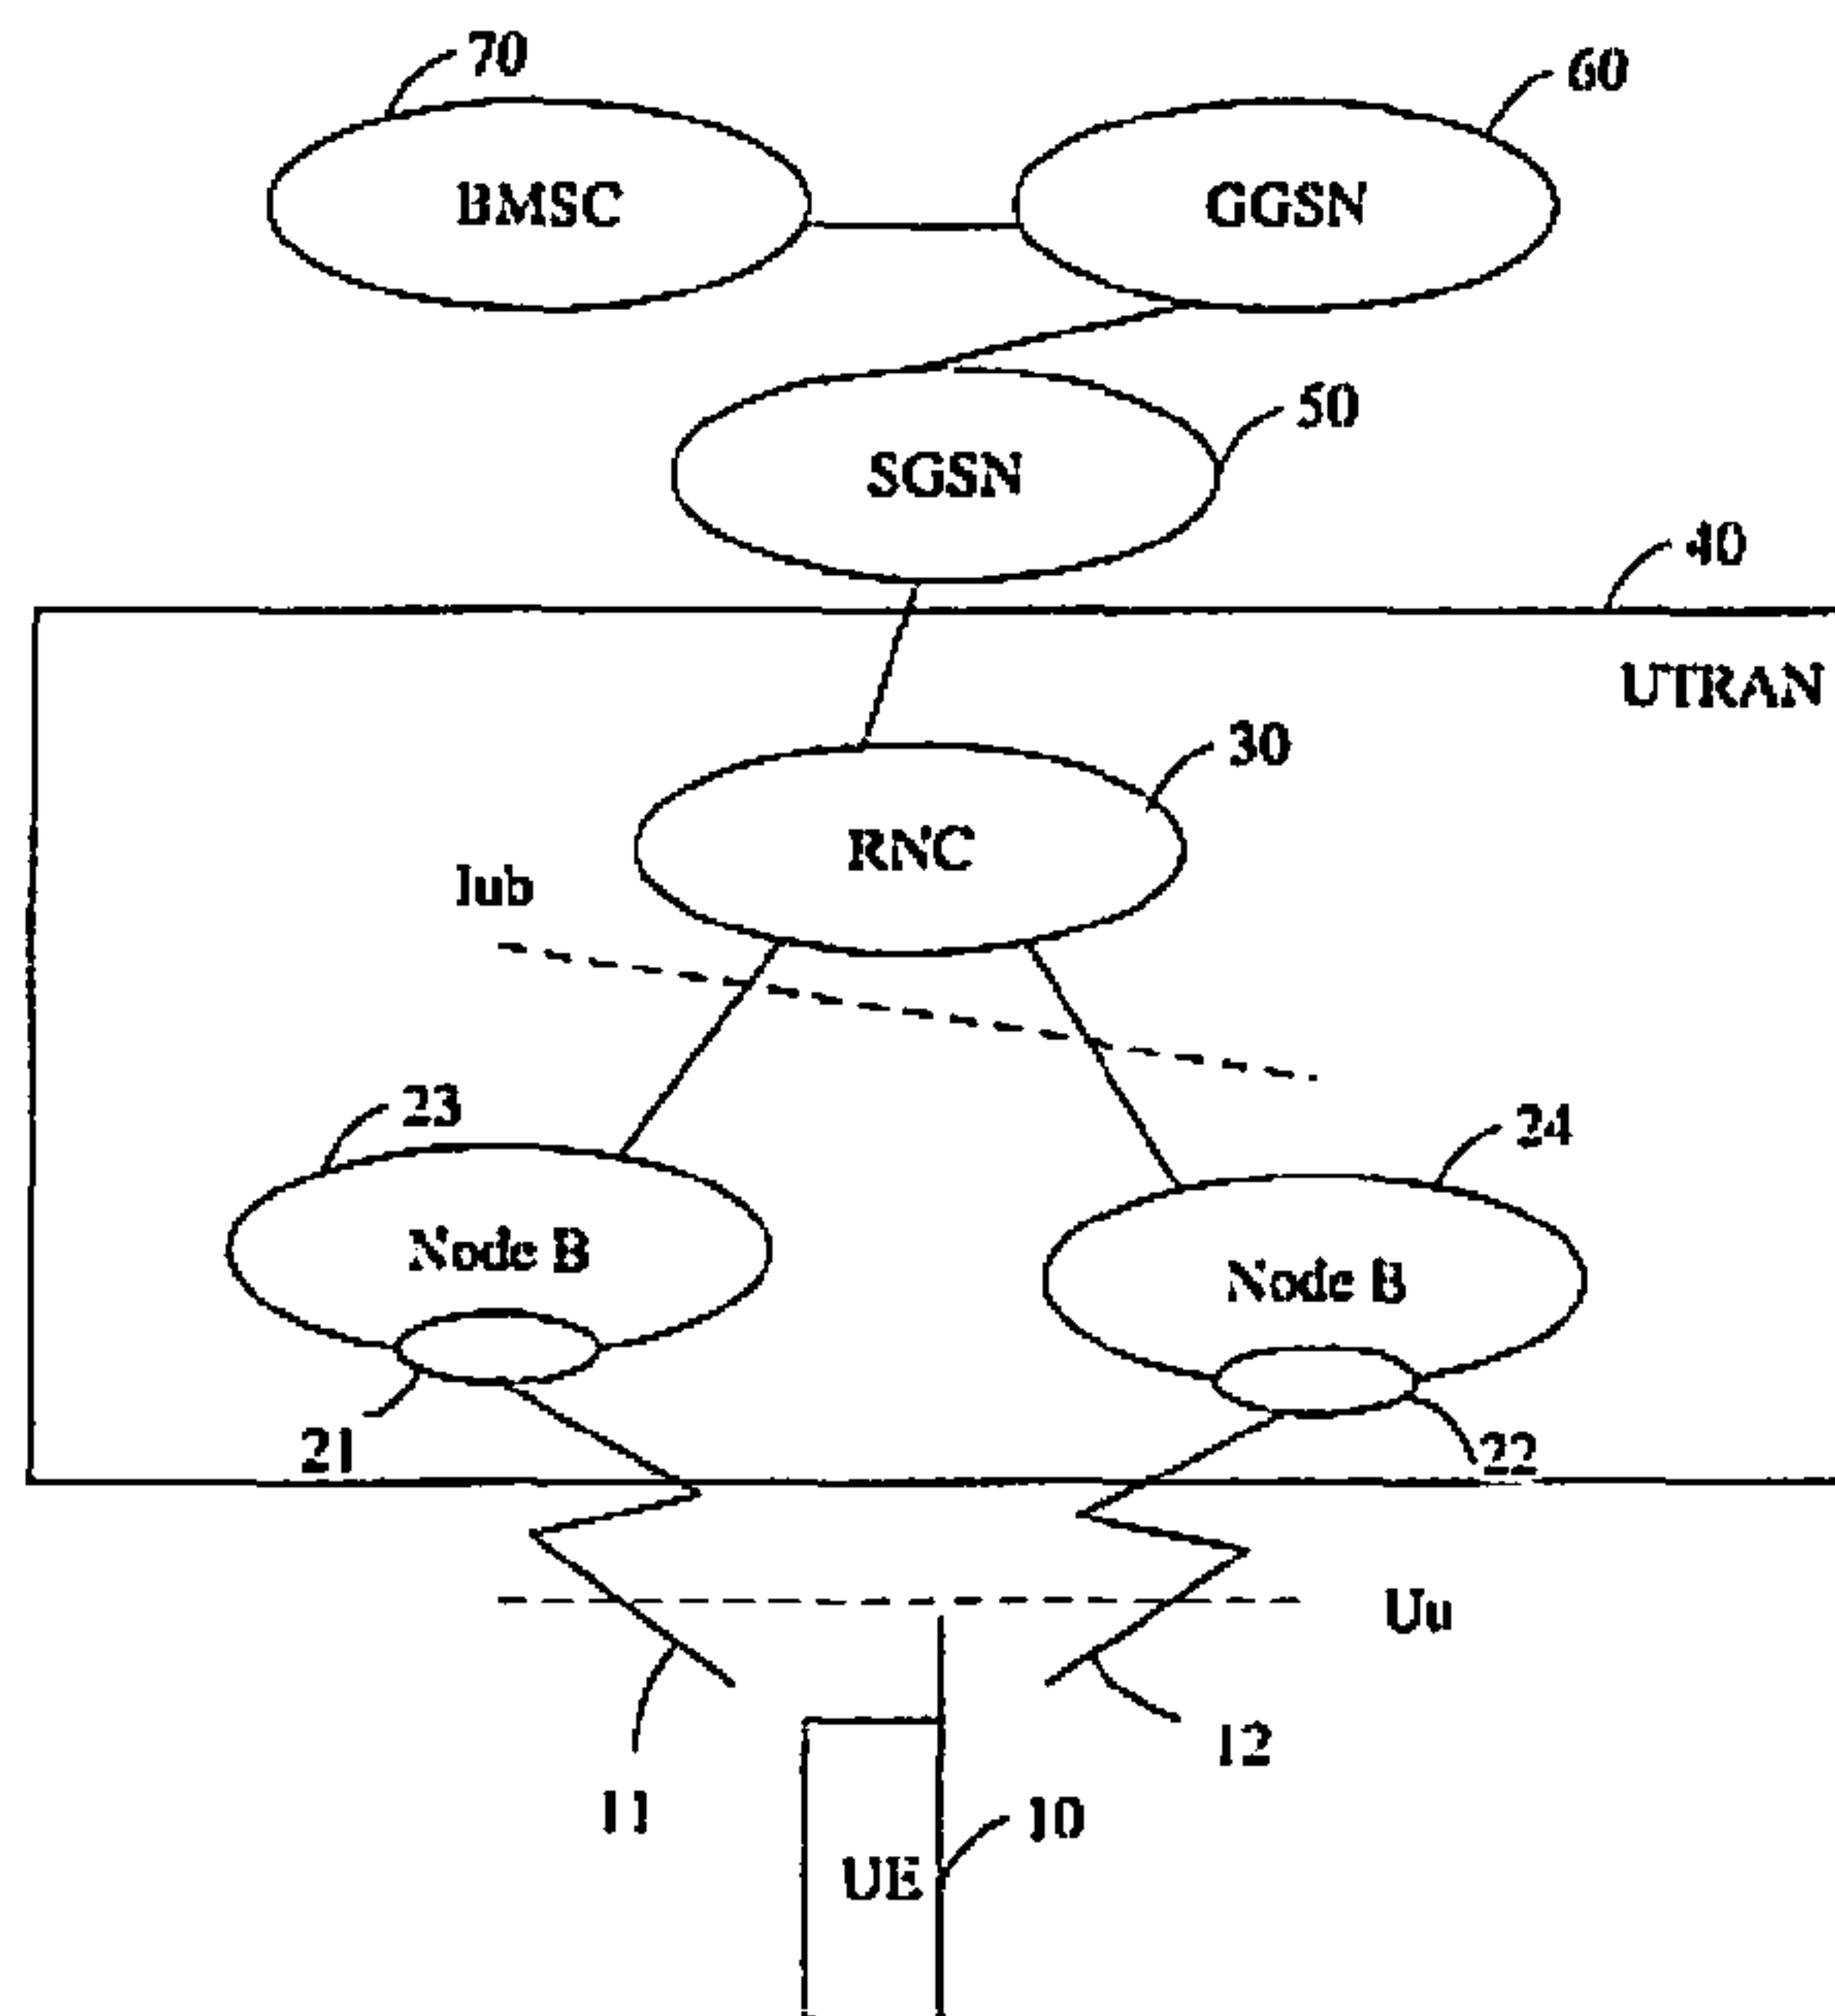 70
60
BMSC
GGSN
50
SGSN
40
UTRAN
30
RNC
Iub
23
24
Node B
Node B
21
22
Uu
12
11
10
UE